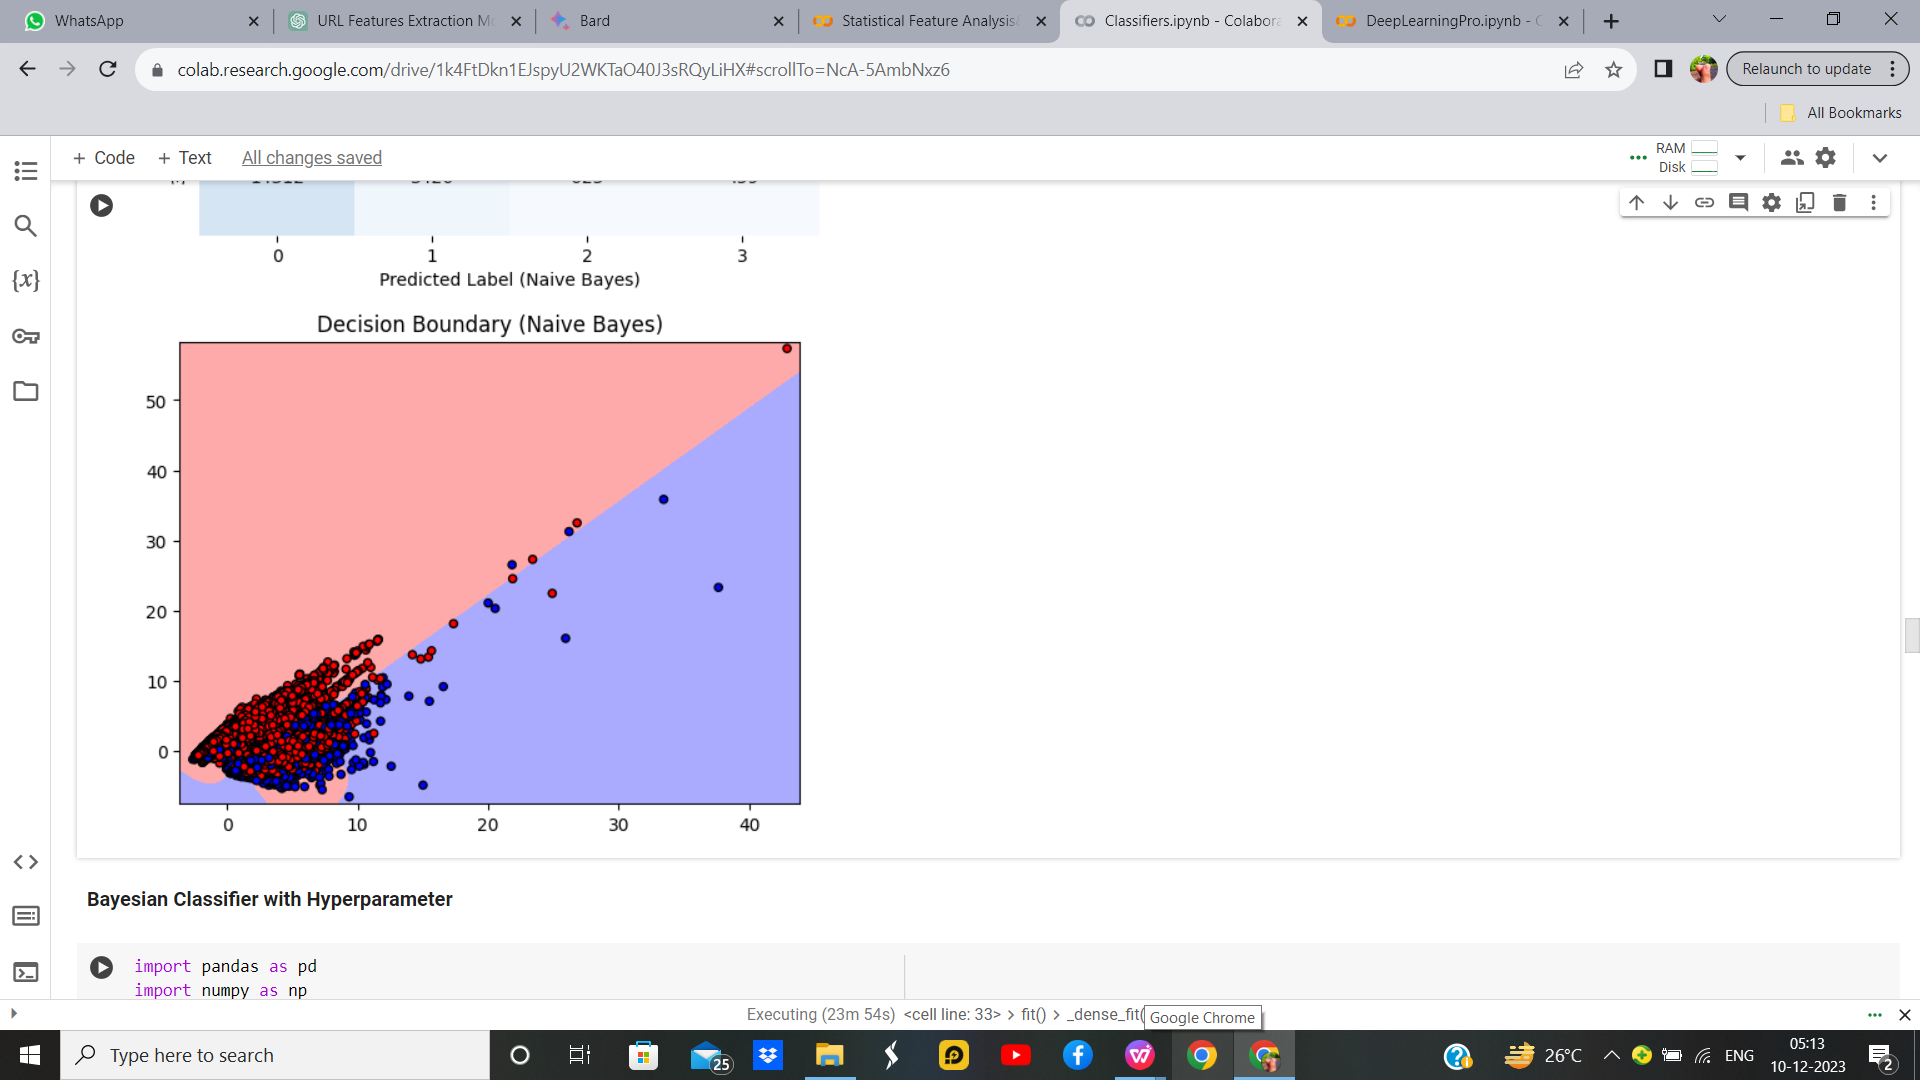 WhatsApp
URL Features Extraction Mo
Bard
Statistical Feature Analysis
Classifiers.ipynb - Colabora
DeepLearningPro.ipynb - C
colab.research.google.com/drive/1k4FtDkn1EJspyU2WKTaO40J3sRQyLiHX#scrollTo=NcA-5AmbNxz6
Relaunch to update
All Bookmarks
+ Code + Text All changes saved
RAM
Disk
{x}
0 1 2 3
Predicted Label (Naive Bayes)
Decision Boundary (Naive Bayes)
50
40
30
20
10
0
0 10 20 30 40
Bayesian Classifier with Hyperparameter
import pandas as pd
import numpy as np
Executing (23m 54s) <cell line: 33> > fit() > _dense_fit(
Google Chrome
Type here to search
25
26°C
ENG
05:13
10-12-2023
2